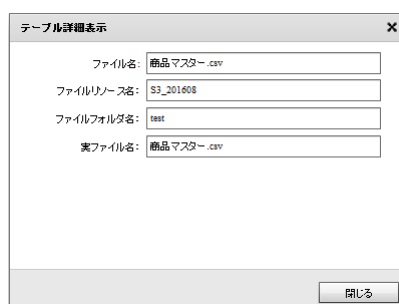 テーブル詳細表示
ファイル名: 商品マスター.csv
ファイルリソース名: S3_201608
ファイルフォルダ名: test
実ファイル名: 商品マスター.csv
閉じる